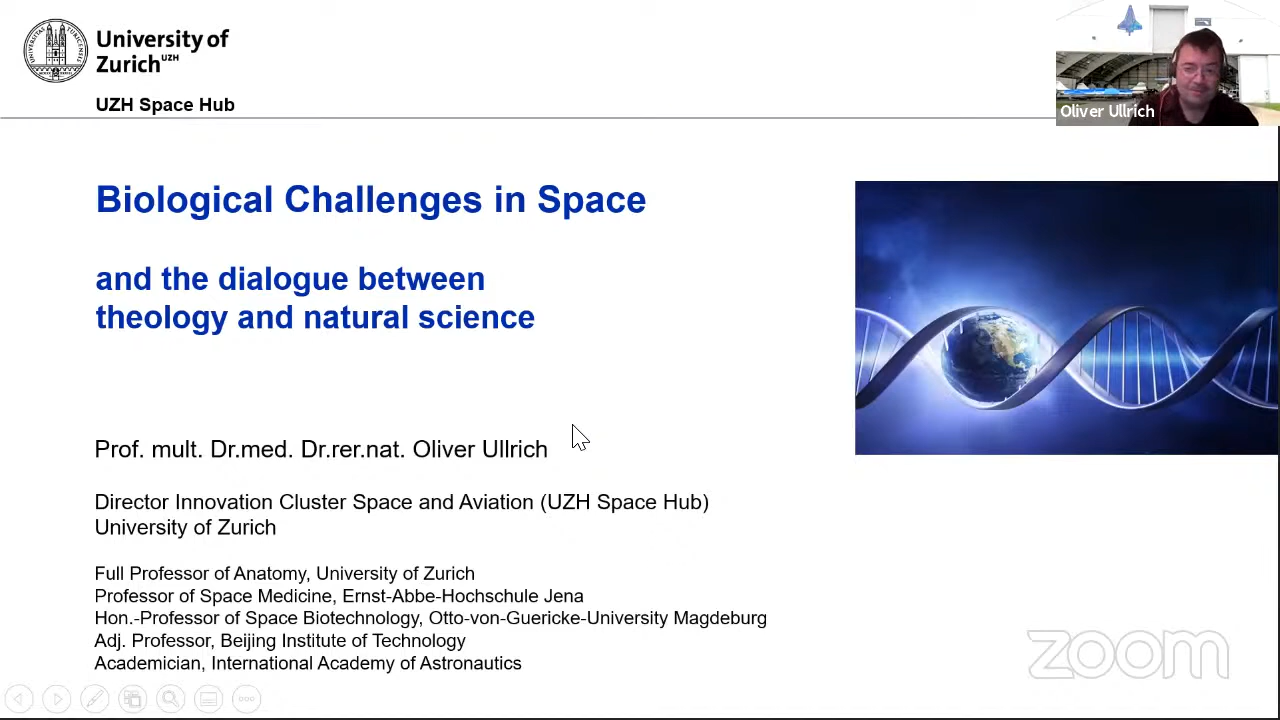 University of
Zurich UZH
UZH Space Hub
Oliver Ullrich
Biological Challenges in Space
and the dialogue between
theology and natural science
Prof. mult. Dr.med. Dr.rer.nat. Oliver Ullrich
Director Innovation Cluster Space and Aviation (UZH Space Hub)
University of Zurich
Full Professor of Anatomy, University of Zurich
Professor of Space Medicine, Ernst-Abbe-Hochschule Jena
Hon.-Professor of Space Biotechnology, Otto-von-Guericke-University Magdeburg
Adj. Professor, Beijing Institute of Technology
Academician, International Academy of Astronautics
zoom